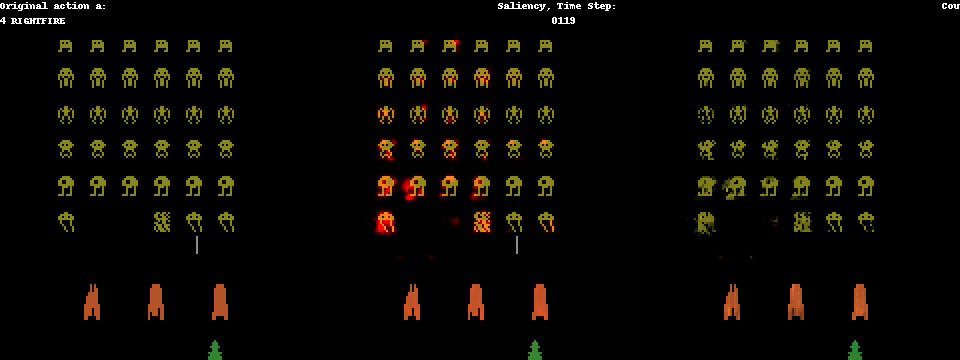 Original action a:
4 RIGHTFIRE
Saliency, Time Step:
0119
Cou